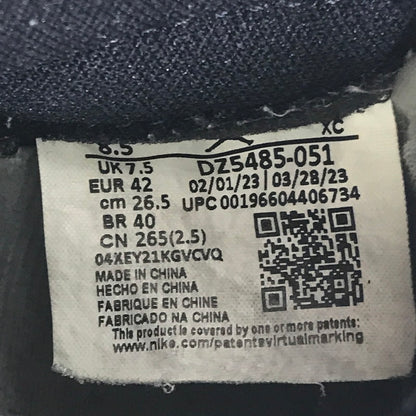 8.5 XC
UK 7.5 DZ5485-051
EUR 42 02/01/23 03/28/23
cm 26.5 UPC 00196604406734
BR 40
CN 265(2.5)
04XEY21KGVCVQ
MADE IN CHINA
HECHO EN CHINA
FABRIQUE EN CHINE
FABRICADO NA CHINA
This product is covered by one or more patents:
www.nike.com/patentsvirtualmarking